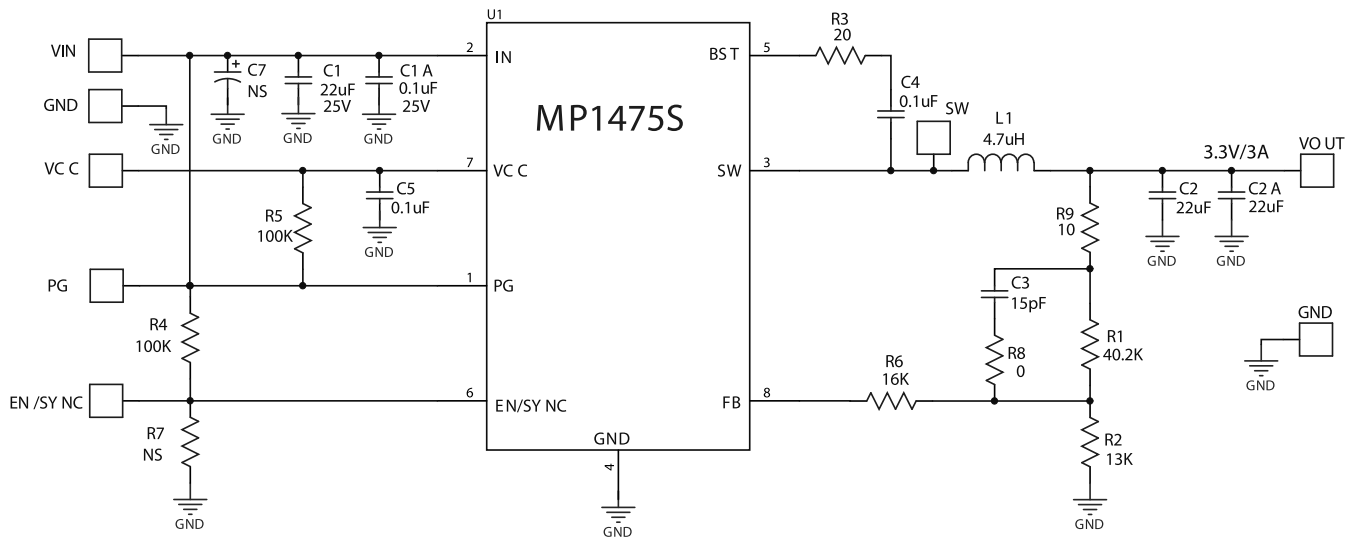 U1
MP1475S
VIN
GND
VC C
PG
EN /SY NC
2
IN
7
VC C
1
PG
6
EN/SY NC
GND
4
GND
BST
5
SW
3
FB
8
C7
NS
GND
C1
22uF
25V
GND
C1 A
0.1uF
25V
GND
GND
C5
0.1uF
GND
R5
100K
R4
100K
R7
NS
GND
R3
20
C4
0.1uF
SW
L1
4.7uH
3.3V/3A
VO UT
C2
22uF
GND
C2 A
22uF
GND
R9
10
C3
15pF
R8
0
R1
40.2K
R6
16K
R2
13K
GND
GND
GND